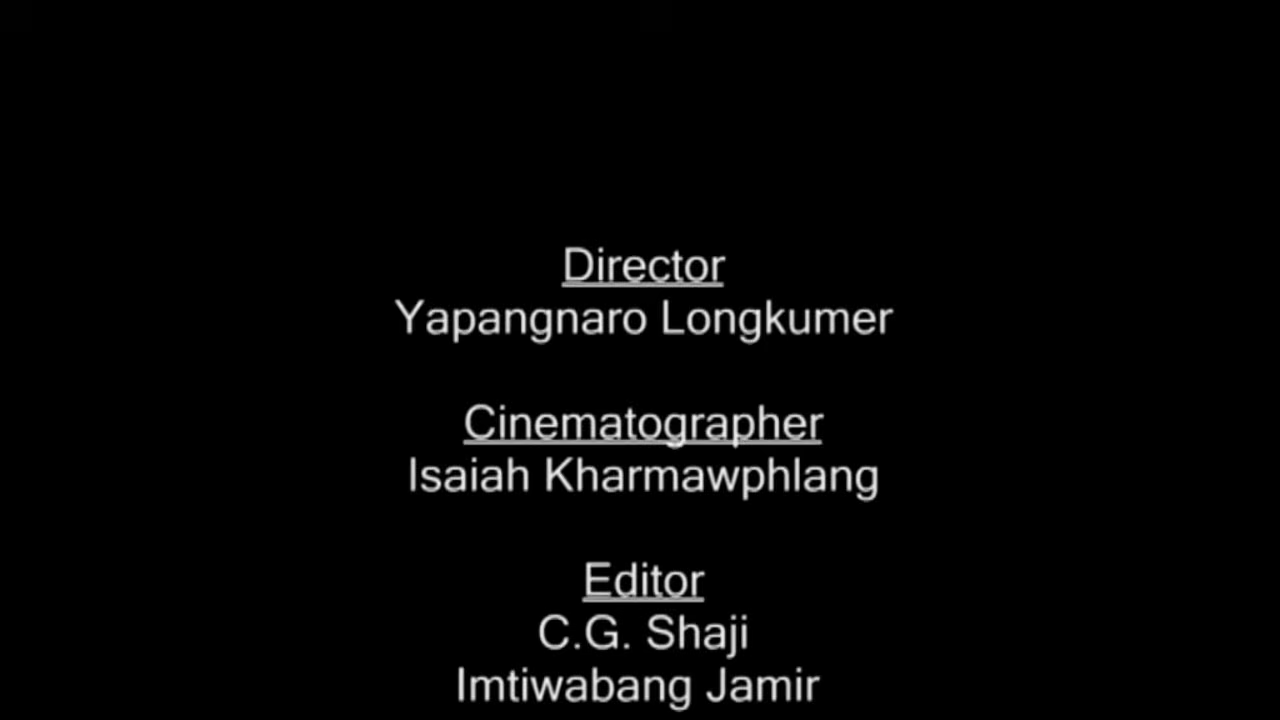 Director
Yapangnaro Longkumer
Cinematographer
Isaiah Kharmawphlang
Editor
C.G. Shaji
Imtiwabang Jamir